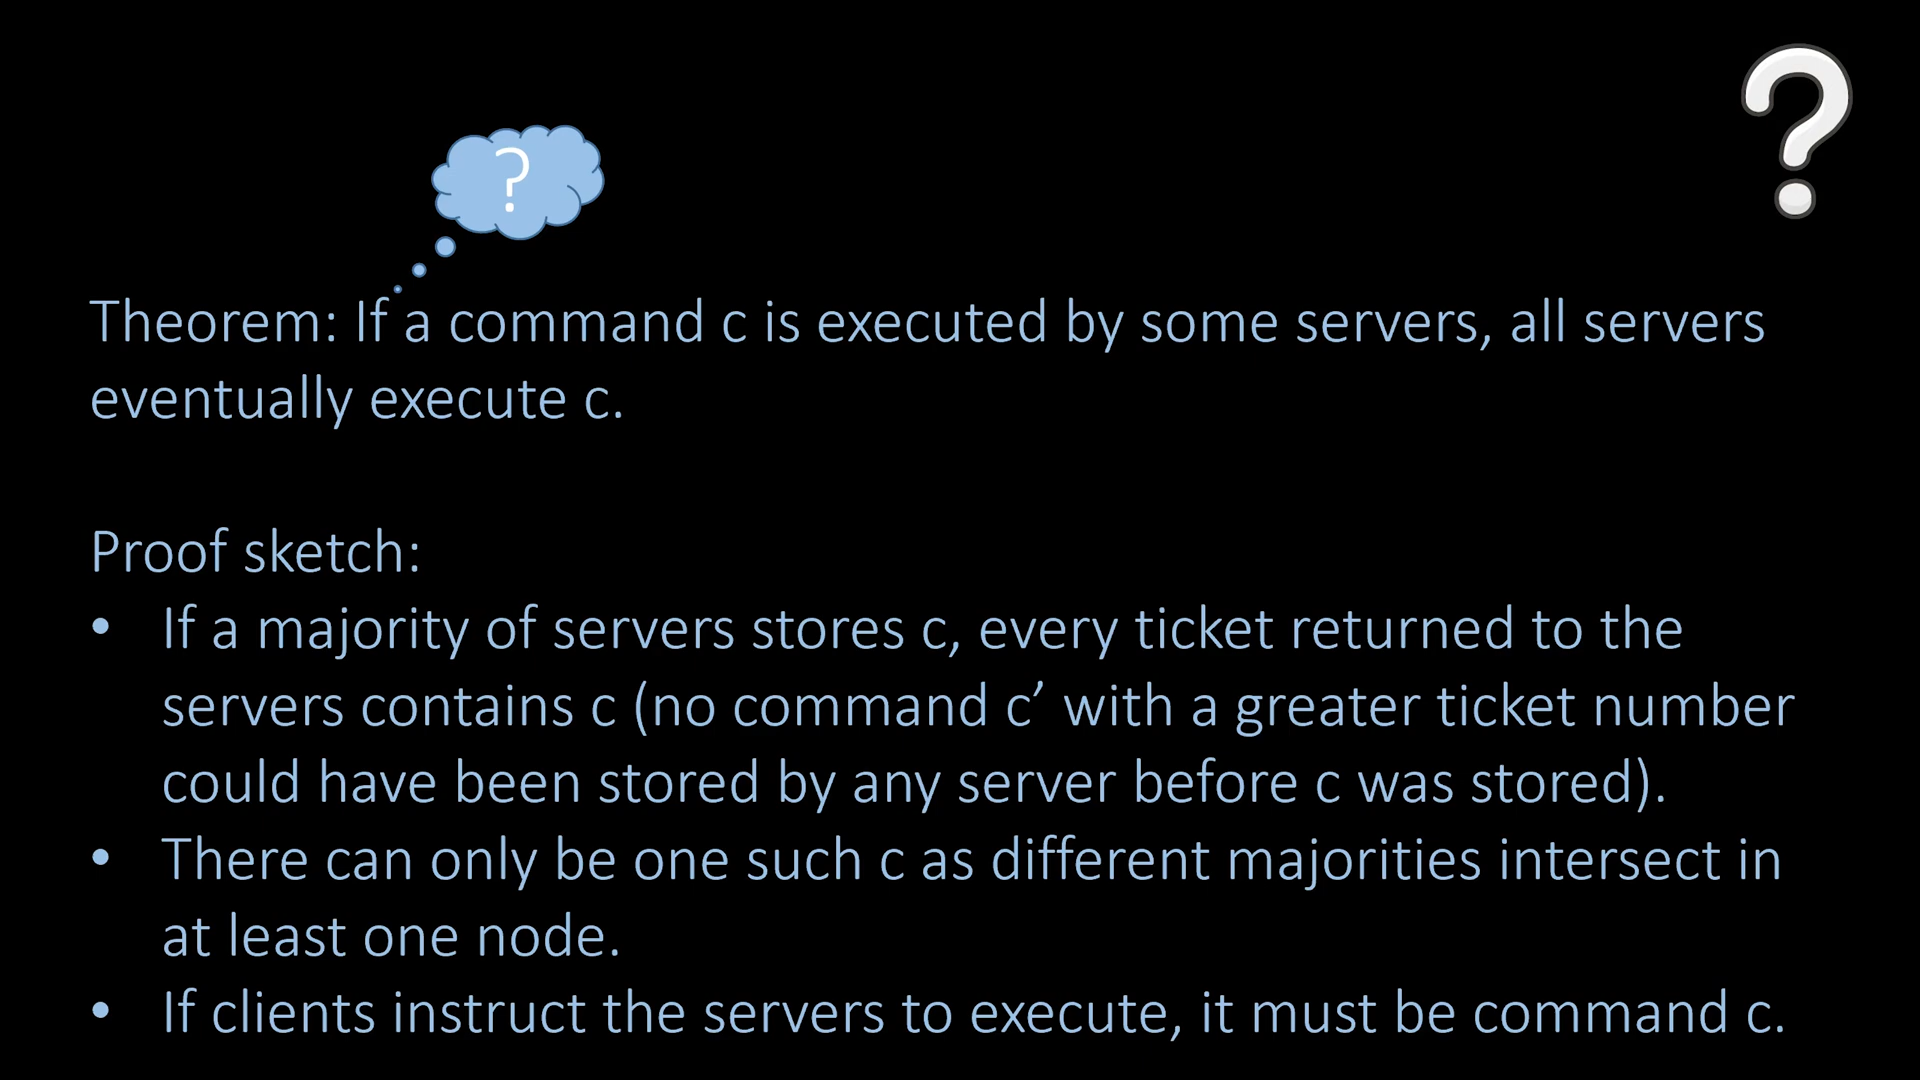 ?
?
Theorem: If a command c is executed by some servers, all servers
eventually execute c.
Proof sketch:
• If a majority of servers stores c, every ticket returned to the
servers contains c (no command c’ with a greater ticket number
could have been stored by any server before c was stored).
• There can only be one such c as different majorities intersect in
at least one node.
• If clients instruct the servers to execute, it must be command c.